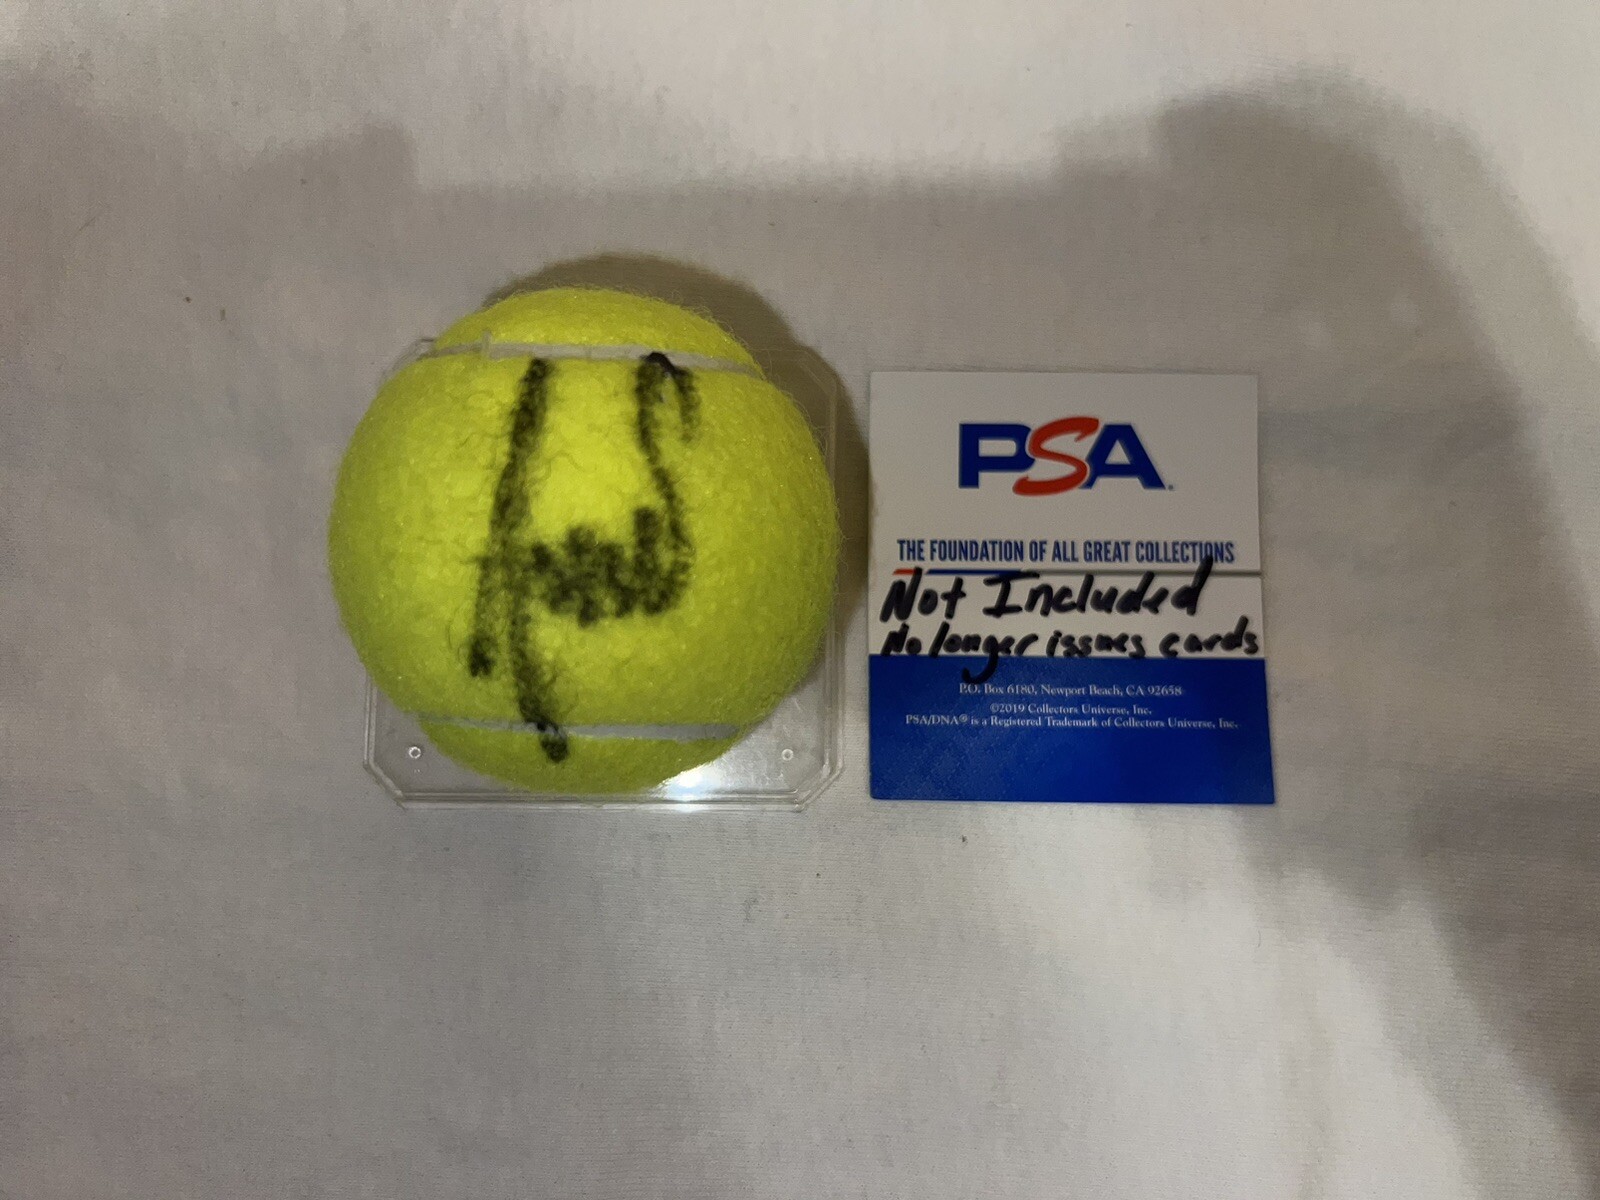 PSA
THE FOUNDATION OF ALL GREAT COLLECTIONS
Not Included
No longer issues cards
P.O. Box 6180, Newport Beach, CA 92658
©2019 Collectors Universe, Inc.
PSA/DNA® is a Registered Trademark of Collectors Universe, Inc.